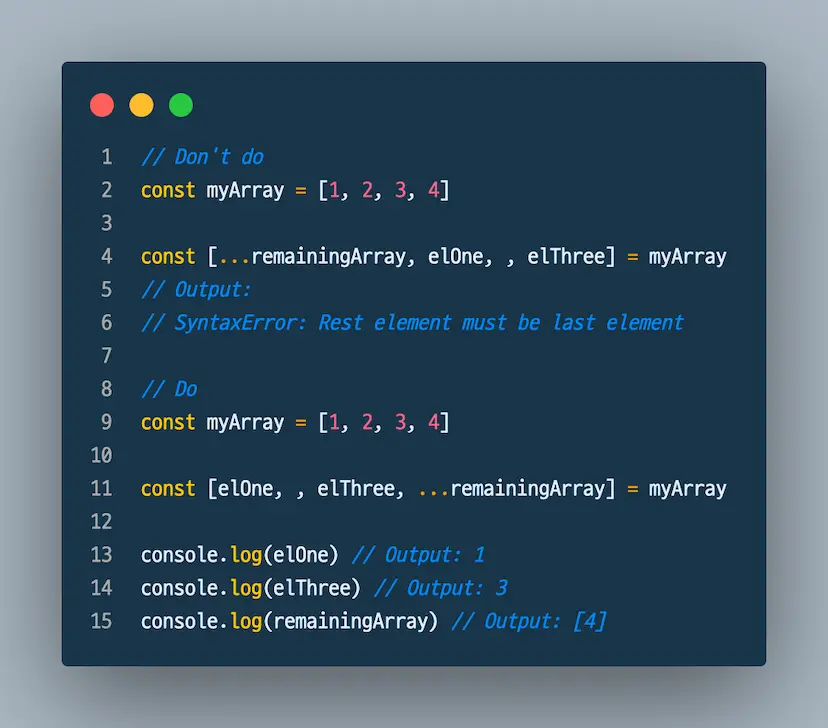 1 // Don't do
2 const myArray = [1, 2, 3, 4]
3
4 const [...remainingArray, elOne, , elThree] = myArray
5 // Output:
6 // SyntaxError: Rest element must be last element
7
8 // Do
9 const myArray = [1, 2, 3, 4]
10
11 const [elOne, , elThree, ...remainingArray] = myArray
12
13 console.log(elOne) // Output: 1
14 console.log(elThree) // Output: 3
15 console.log(remainingArray) // Output: [4]